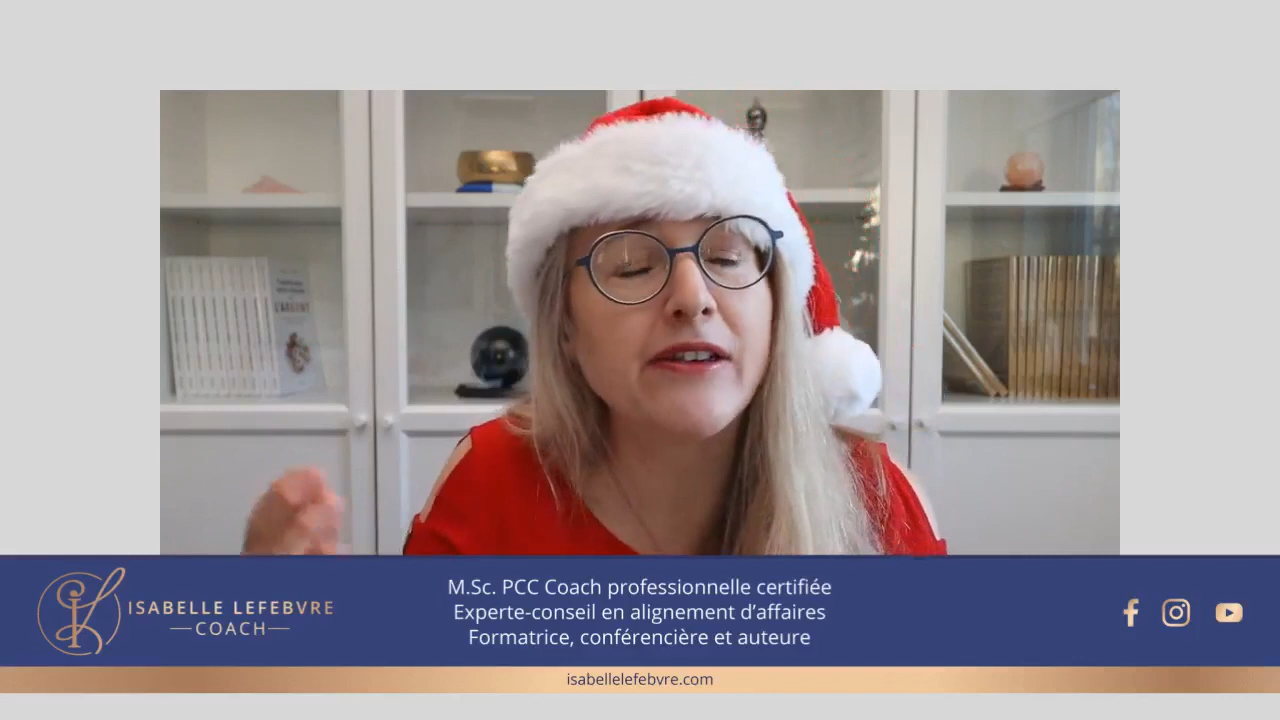 L'ARGENT
ISABELLE LEFEBVRE
COACH
M.Sc. PCC Coach professionnelle certifiée
Experte-conseil en alignement d'affaires
Formatrice, conférencière et auteure
isabellelefebvre.com